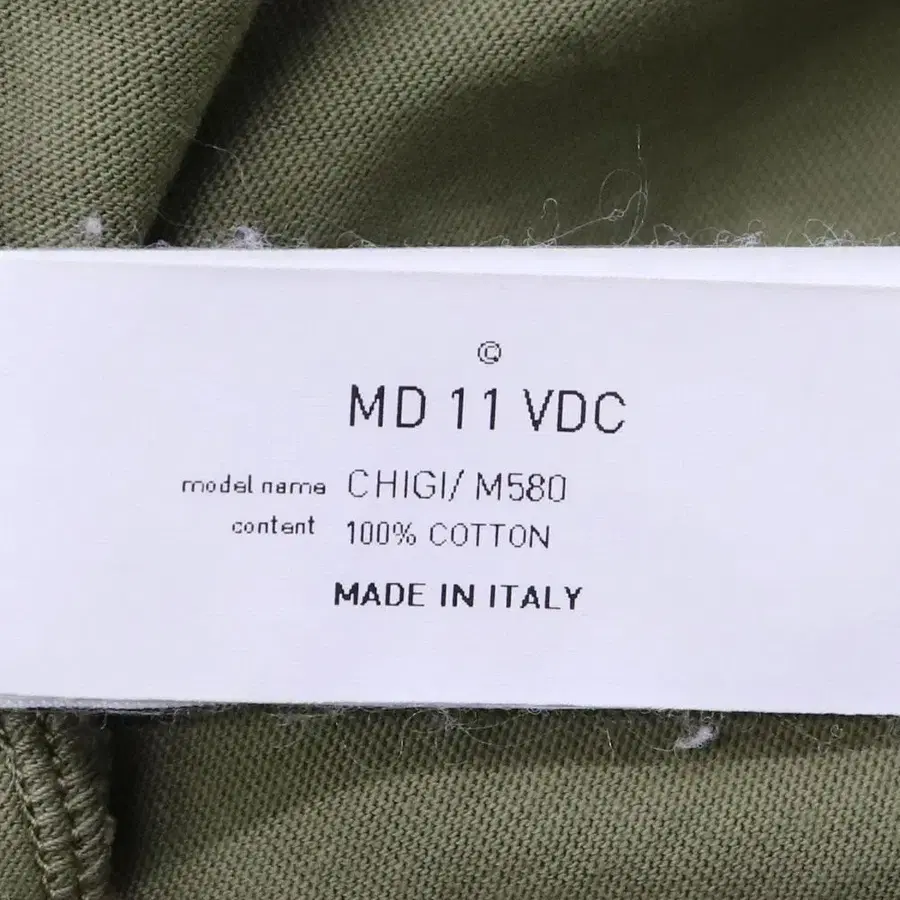 ©
MD 11 VDC
model name CHIGI/ M580
content 100% COTTON
MADE IN ITALY